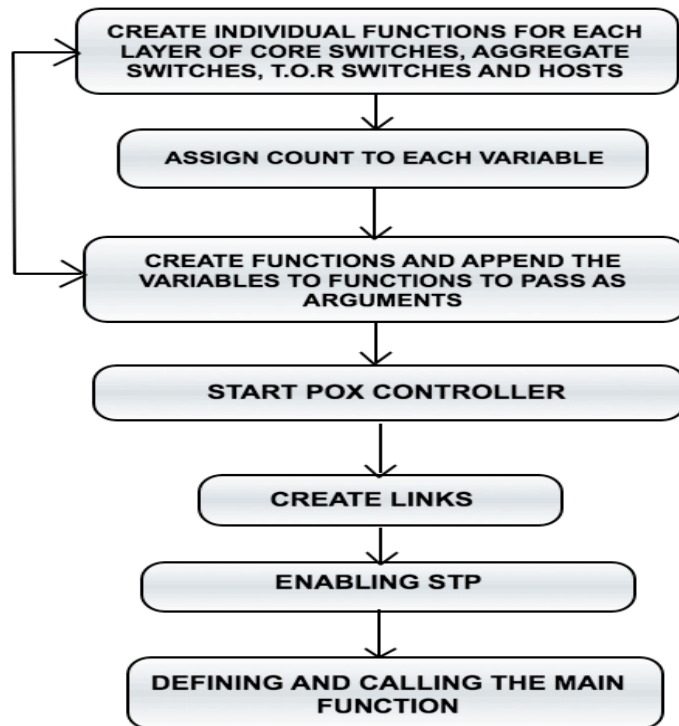 CREATE INDIVIDUAL FUNCTIONS FOR EACH
LAYER OF CORE SWITCHES, AGGREGATE
SWITCHES, T.O.R SWITCHES AND HOSTS
ASSIGN COUNT TO EACH VARIABLE
CREATE FUNCTIONS AND APPEND THE
VARIABLES TO FUNCTIONS TO PASS AS
ARGUMENTS
START POX CONTROLLER
CREATE LINKS
ENABLING STP
DEFINING AND CALLING THE MAIN
FUNCTION